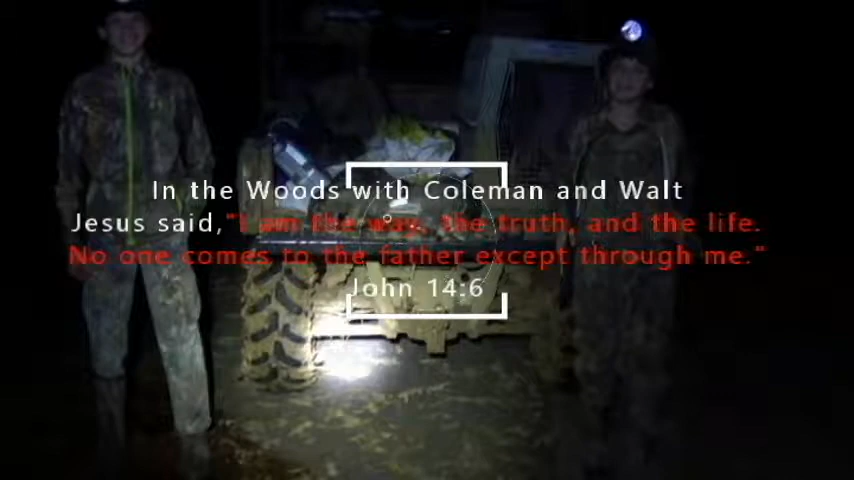 In the Woods with Coleman and Walt
Jesus said,"I am the way, the truth, and the life.
No one comes to the father except through me."
John 14:6